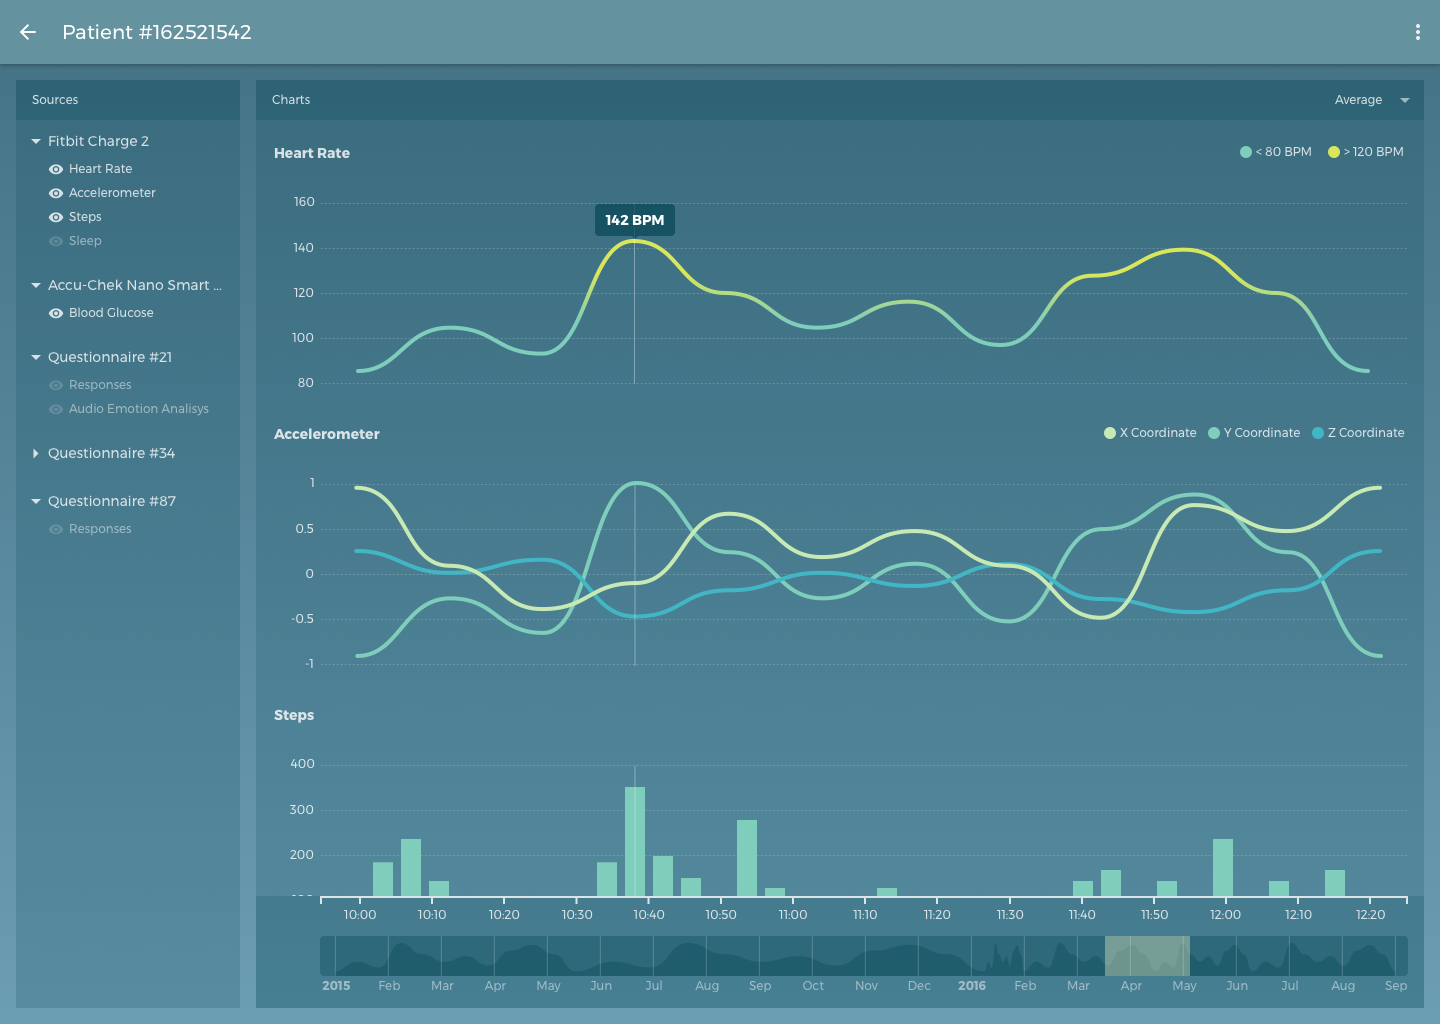 Patient #162521542
Sources
Fitbit Charge 2
Heart Rate
Accelerometer
Steps
Sleep
Accu-Chek Nano Smart ...
Blood Glucose
Questionnaire #21
Responses
Audio Emotion Analisys
Questionnaire #34
Questionnaire #87
Responses
Charts
Average
Heart Rate
< 80 BPM
> 120 BPM
160
142 BPM
140
120
100
80
Accelerometer
X Coordinate
Y Coordinate
Z Coordinate
1
0.5
0
-0.5
-1
Steps
400
300
200
10:00 10:10 10:20 10:30 10:40 10:50 11:00 11:10 11:20 11:30 11:40 11:50 12:00 12:10 12:20
2015 Feb Mar Apr May Jun Jul Aug Sep Oct Nov Dec 2016 Feb Mar Apr May Jun Jul Aug Sep